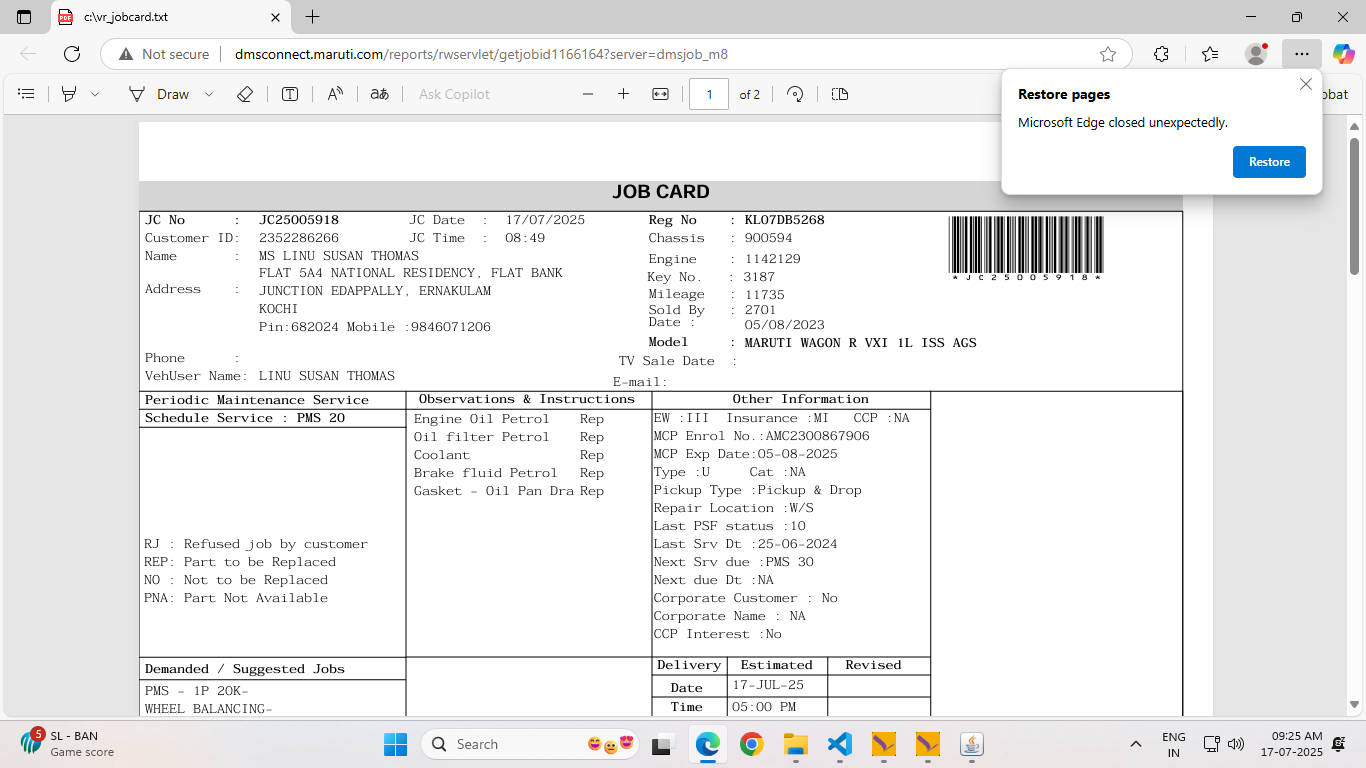 c:\vr_jobcard.txt
Not secure dmsconnect.maruti.com/reports/rwservlet/getjobid1166164?server=dmsjob_m8
Draw
Ask Copilot
1 of 2
obat
Restore pages
Microsoft Edge closed unexpectedly.
Restore
JOB CARD
JC No : JC25005918 JC Date : 17/07/2025 Reg No : KL07DB5268
Customer ID: 2352286266 JC Time : 08:49 Chassis : 900594
Name : MS LINU SUSAN THOMAS Engine : 1142129
FLAT 5A4 NATIONAL RESIDENCY, FLAT BANK Key No. : 3187
*JC25005918*
Address : JUNCTION EDAPPALLY, ERNAKULAM Mileage : 11735
KOCHI Sold By : 2701
Pin:682024 Mobile :9846071206 Date : 05/08/2023
Model : MARUTI WAGON R VXI 1L ISS AGS
Phone : TV Sale Date :
VehUser Name: LINU SUSAN THOMAS E-mail:
Periodic Maintenance Service Observations & Instructions Other Information
Schedule Service : PMS 20 Engine Oil Petrol Rep EW :III Insurance :MI CCP :NA
Oil filter Petrol Rep MCP Enrol No.:AMC2300867906
Coolant Rep MCP Exp Date:05-08-2025
Brake fluid Petrol Rep Type :U Cat :NA
Gasket - Oil Pan Dra Rep Pickup Type :Pickup & Drop
Repair Location :W/S
Last PSF status :10
RJ : Refused job by customer Last Srv Dt :25-06-2024
REP: Part to be Replaced Next Srv due :PMS 30
NO : Not to be Replaced Next due Dt :NA
PNA: Part Not Available Corporate Customer : No
Corporate Name : NA
CCP Interest :No
Demanded / Suggested Jobs Delivery Estimated Revised
PMS - 1P 20K- Date 17-JUL-25
WHEEL BALANCING- Time 05:00 PM
5
SL - BAN
Game score
Search
ENG
IN
09:25 AM
17-07-2025